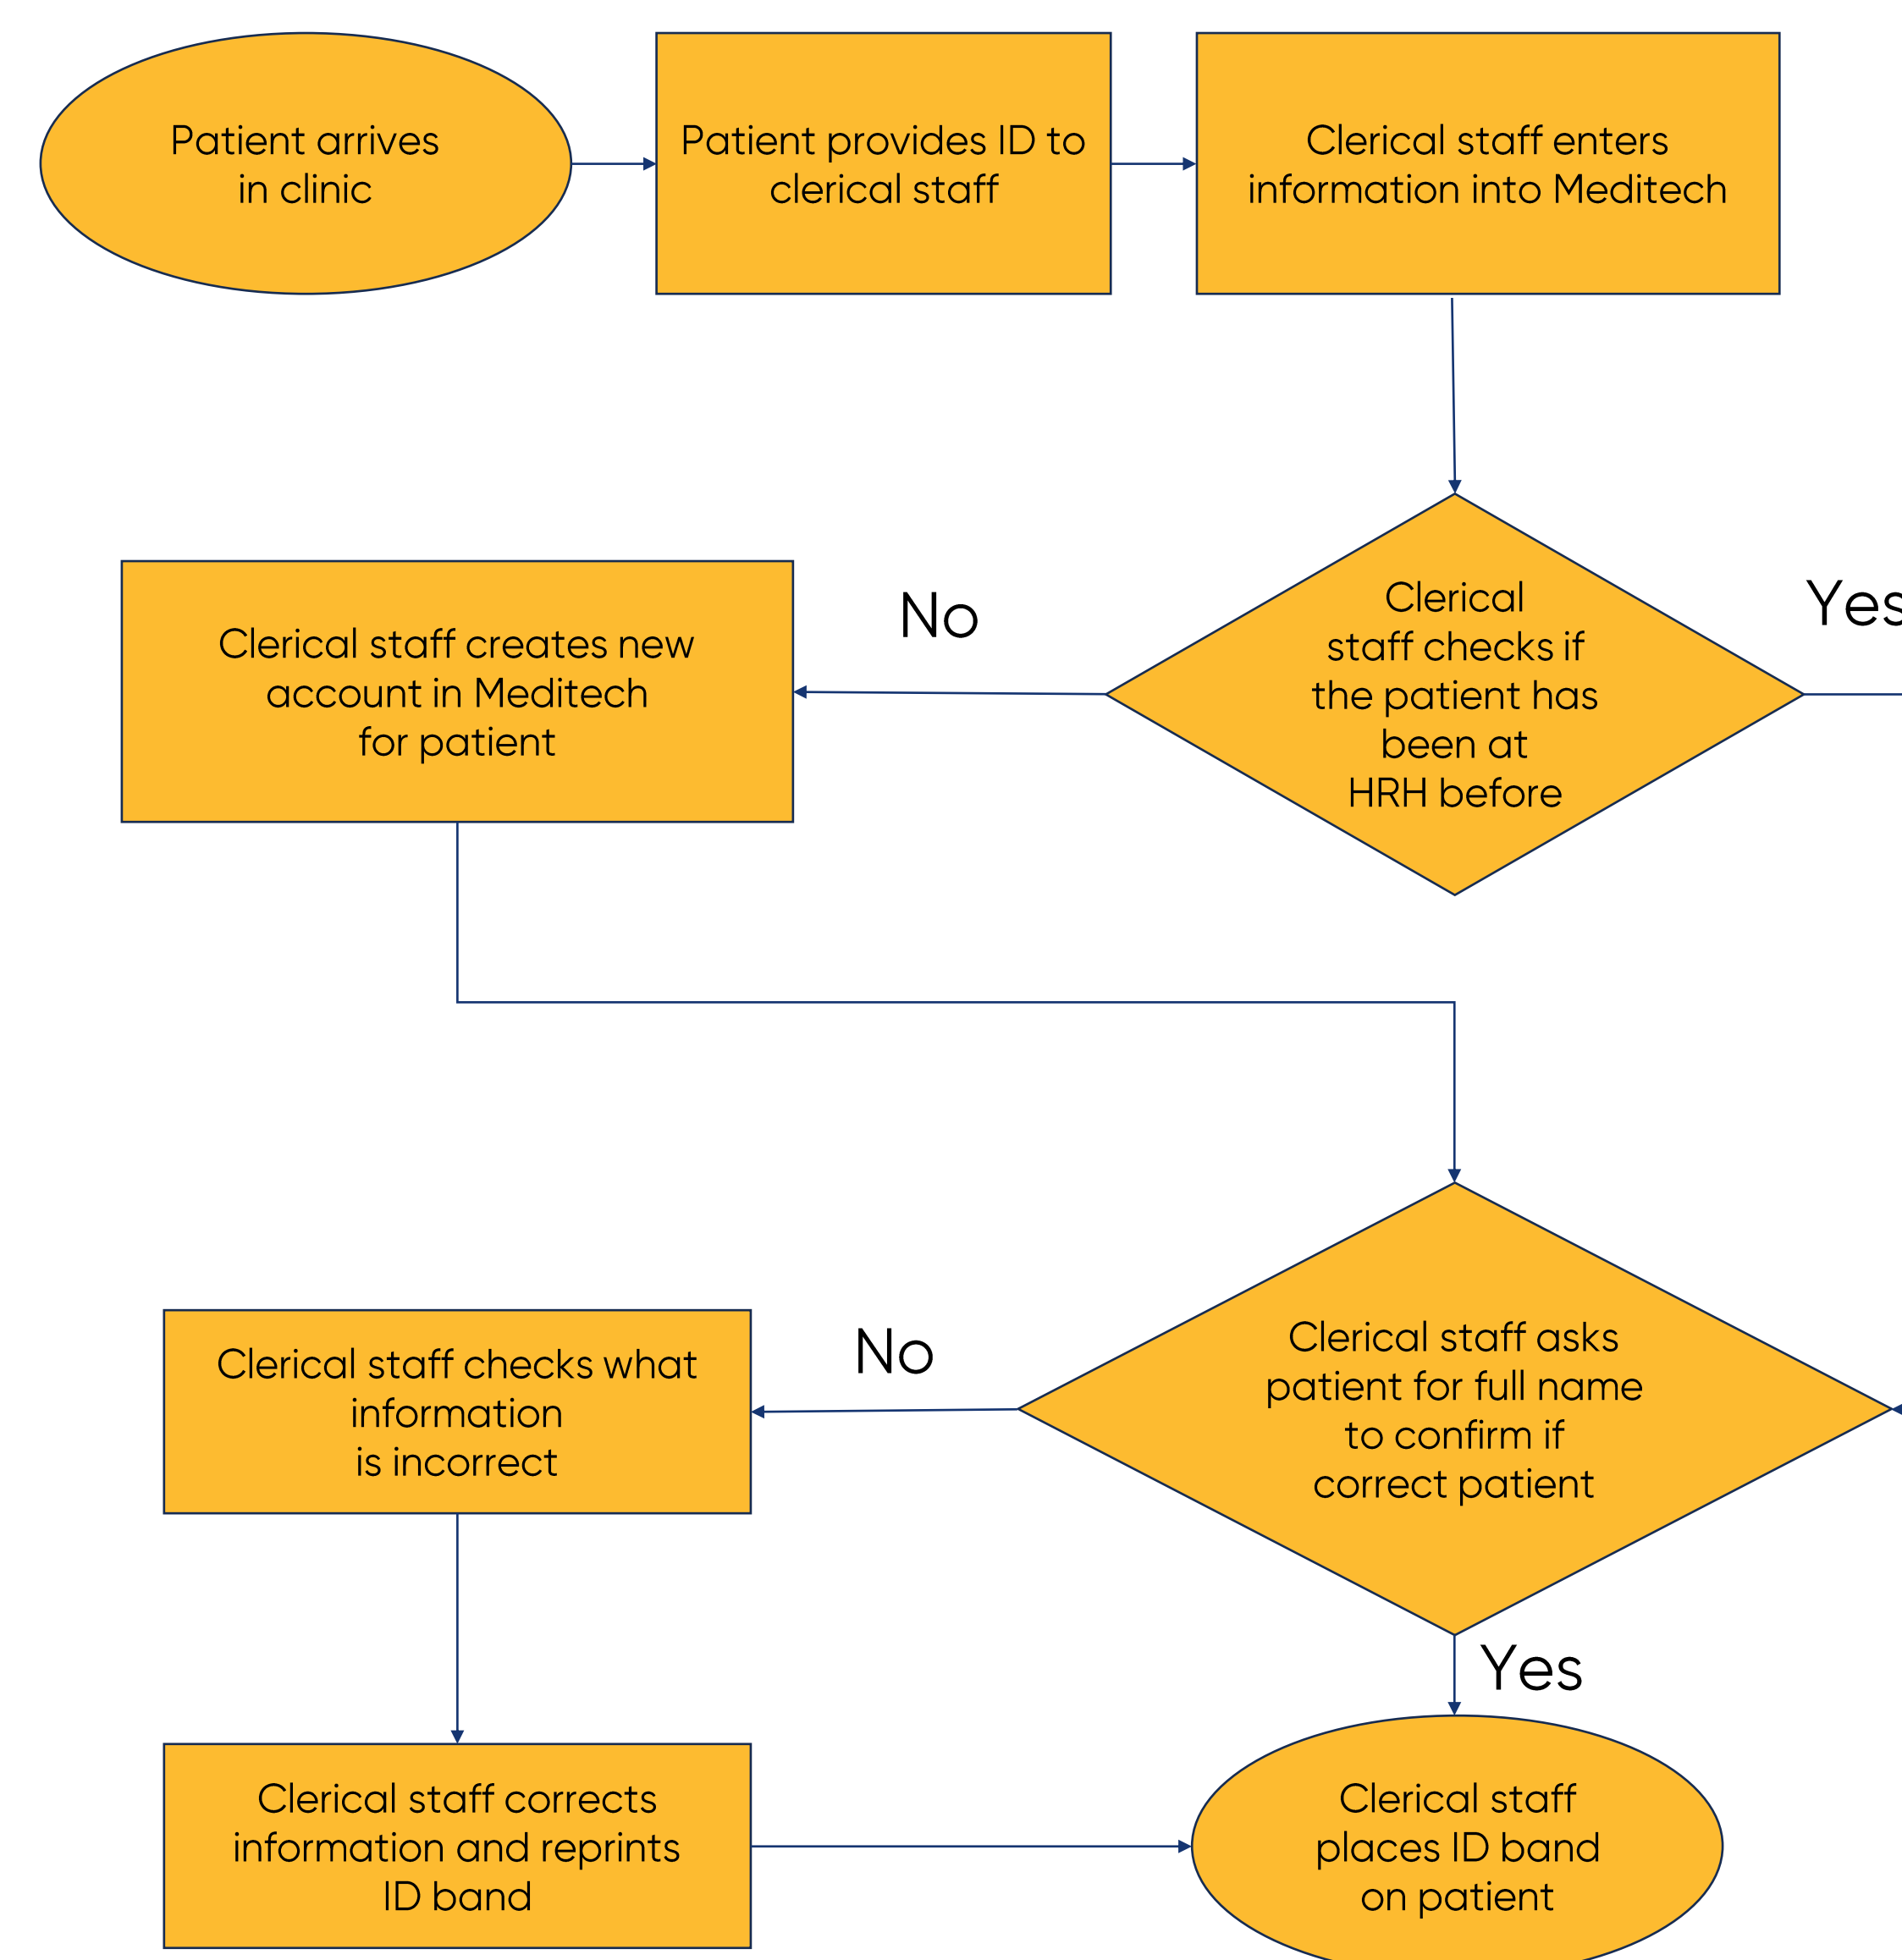 Patient arrives
in clinic
Patient provides ID to
clerical staff
Clerical staff enters
information into Meditech
Clerical
staff checks if
the patient has
been at
HRH before
Yes
No
Clerical staff creates new
account in Meditech
for patient
Clerical staff asks
patient for full name
to confirm if
correct patient
No
Clerical staff checks what
information
is incorrect
Yes
Clerical staff corrects
information and reprints
ID band
Clerical staff
places ID band
on patient